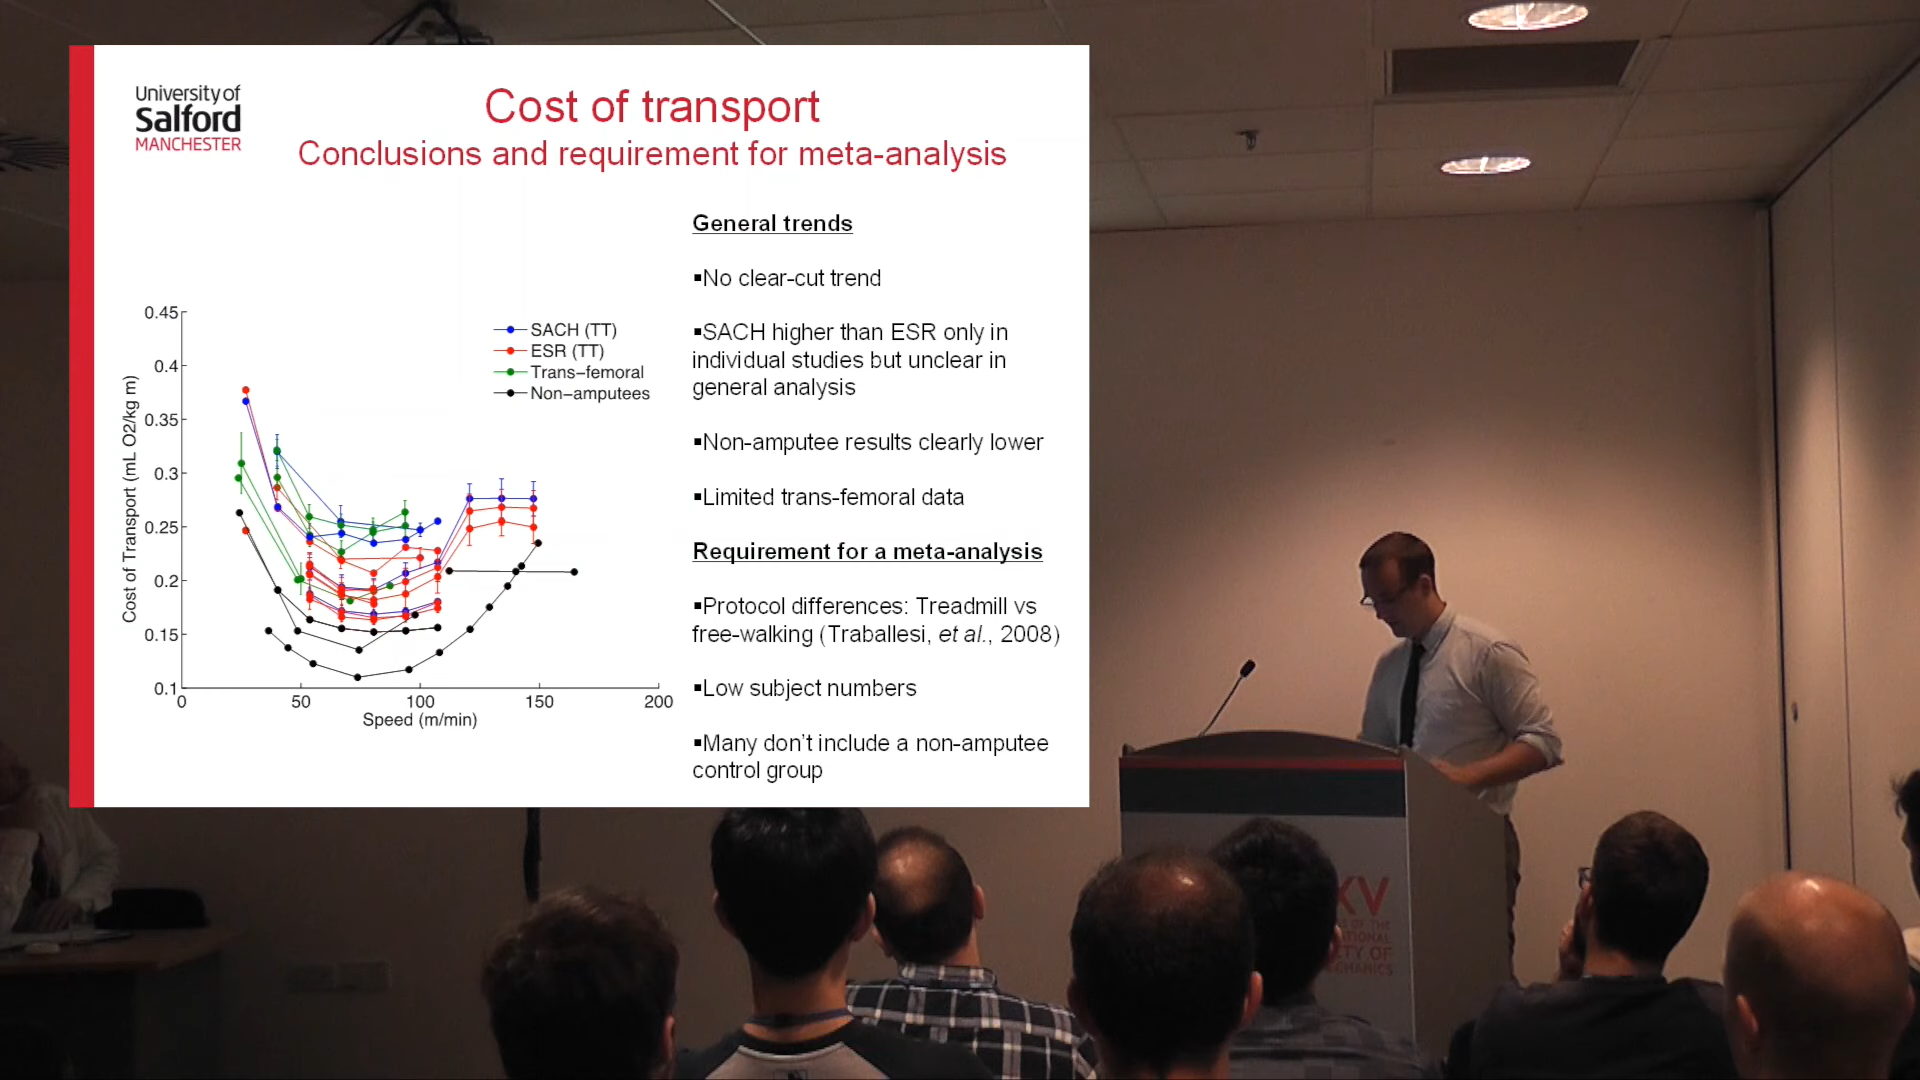 University of
Salford
MANCHESTER
Cost of transport
Conclusions and requirement for meta-analysis
General trends
▪No clear-cut trend
▪SACH higher than ESR only in
individual studies but unclear in
general analysis
▪Non-amputee results clearly lower
▪Limited trans-femoral data
Requirement for a meta-analysis
▪Protocol differences: Treadmill vs
free-walking (Traballesi, et al., 2008)
▪Low subject numbers
▪Many don't include a non-amputee
control group
SACH (TT)
ESR (TT)
Trans-femoral
Non-amputees
Cost of Transport (mL O2/kg m)
0.45
0.4
0.35
0.3
0.25
0.2
0.15
0.1
0
50
100
150
200
Speed (m/min)
XV
OF THE